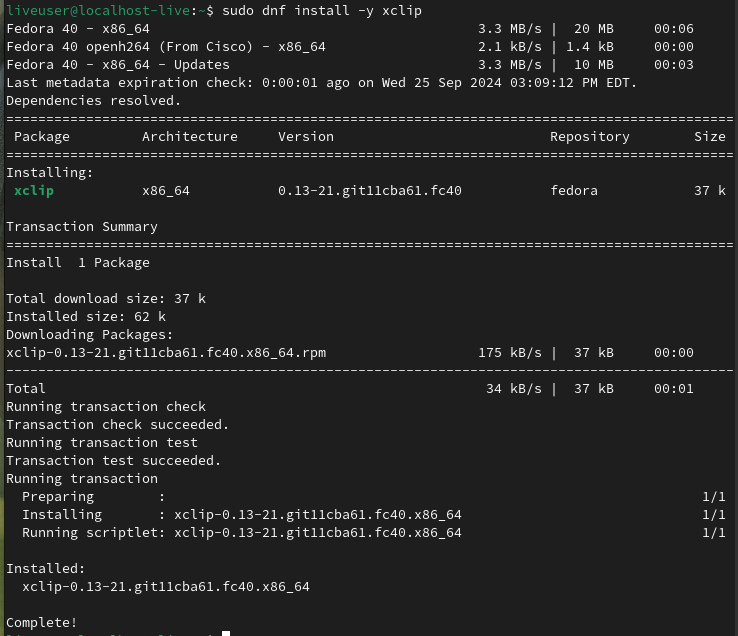 liveuser@localhost-live:~$ sudo dnf install -y xclip
Fedora 40 - x86_64                                         3.3 MB/s |  20 MB     00:06
Fedora 40 openh264 (From Cisco) - x86_64                   2.1 kB/s | 1.4 kB     00:00
Fedora 40 - x86_64 - Updates                               3.3 MB/s |  10 MB     00:03
Last metadata expiration check: 0:00:01 ago on Wed 25 Sep 2024 03:09:12 PM EDT.
Dependencies resolved.
===========================================================================================
 Package         Architecture     Version                           Repository        Size
===========================================================================================
Installing:
 xclip           x86_64           0.13-21.git11cba61.fc40           fedora            37 k

Transaction Summary
===========================================================================================
Install  1 Package

Total download size: 37 k
Installed size: 62 k
Downloading Packages:
xclip-0.13-21.git11cba61.fc40.x86_64.rpm                   175 kB/s |  37 kB     00:00
-------------------------------------------------------------------------------------------
Total                                                       34 kB/s |  37 kB     00:01
Running transaction check
Transaction check succeeded.
Running transaction test
Transaction test succeeded.
Running transaction
  Preparing        :                                                                   1/1
  Installing       : xclip-0.13-21.git11cba61.fc40.x86_64                              1/1
  Running scriptlet: xclip-0.13-21.git11cba61.fc40.x86_64                              1/1

Installed:
  xclip-0.13-21.git11cba61.fc40.x86_64

Complete!